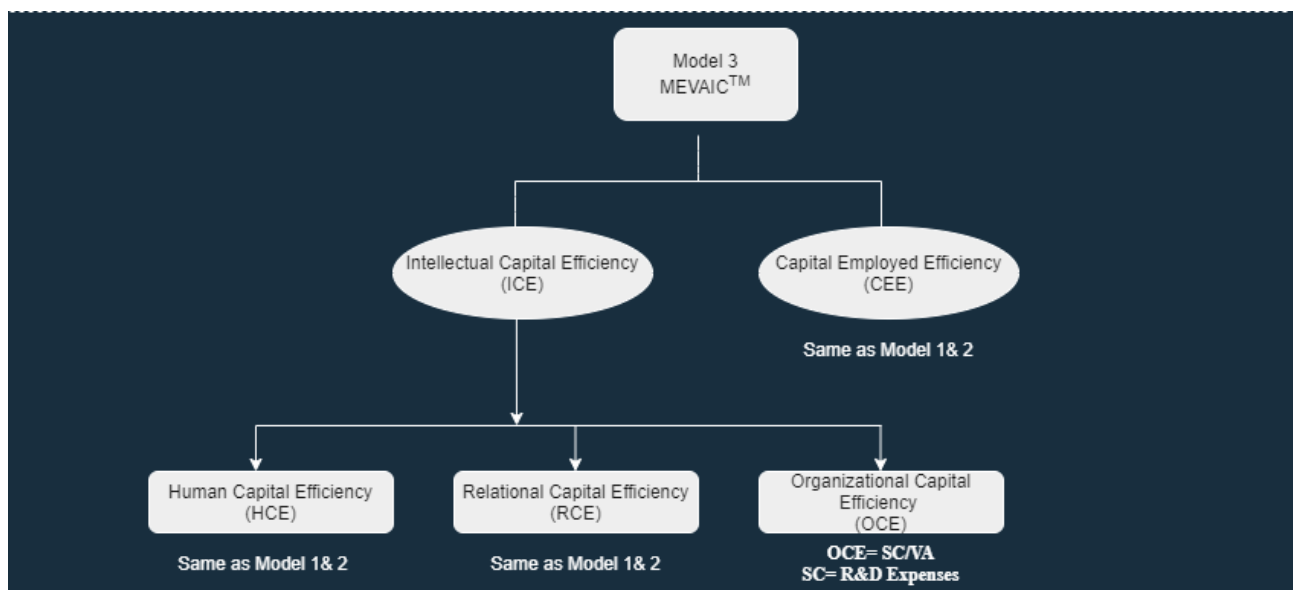 Model 3
MEVAIC™
Intellectual Capital Efficiency
(ICE)
Capital Employed Efficiency
(CEE)
Same as Model 1& 2
Human Capital Efficiency
(HCE)
Relational Capital Efficiency
(RCE)
Organizational Capital
Efficiency
(OCE)
Same as Model 1& 2
Same as Model 1& 2
OCE= SC/VA
SC= R&D Expenses